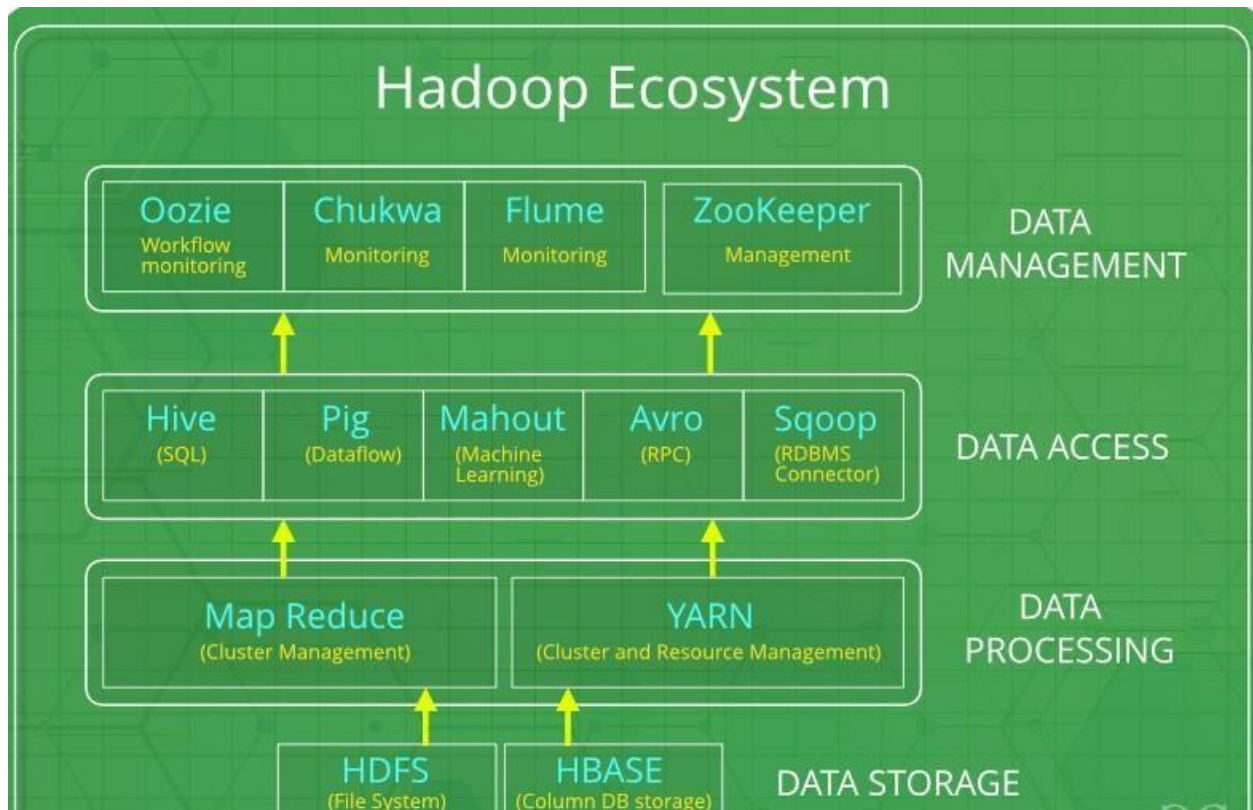 Hadoop Ecosystem
Oozie
Workflow
monitoring
Chukwa
Monitoring
Flume
Monitoring
ZooKeeper
Management
DATA
MANAGEMENT
Hive
(SQL)
Pig
(Dataflow)
Mahout
(Machine
Learning)
Avro
(RPC)
Sqoop
(RDBMS
Connector)
DATA ACCESS
Map Reduce
(Cluster Management)
YARN
(Cluster and Resource Management)
DATA
PROCESSING
HDFS
(File System)
HBASE
(Column DB storage)
DATA STORAGE